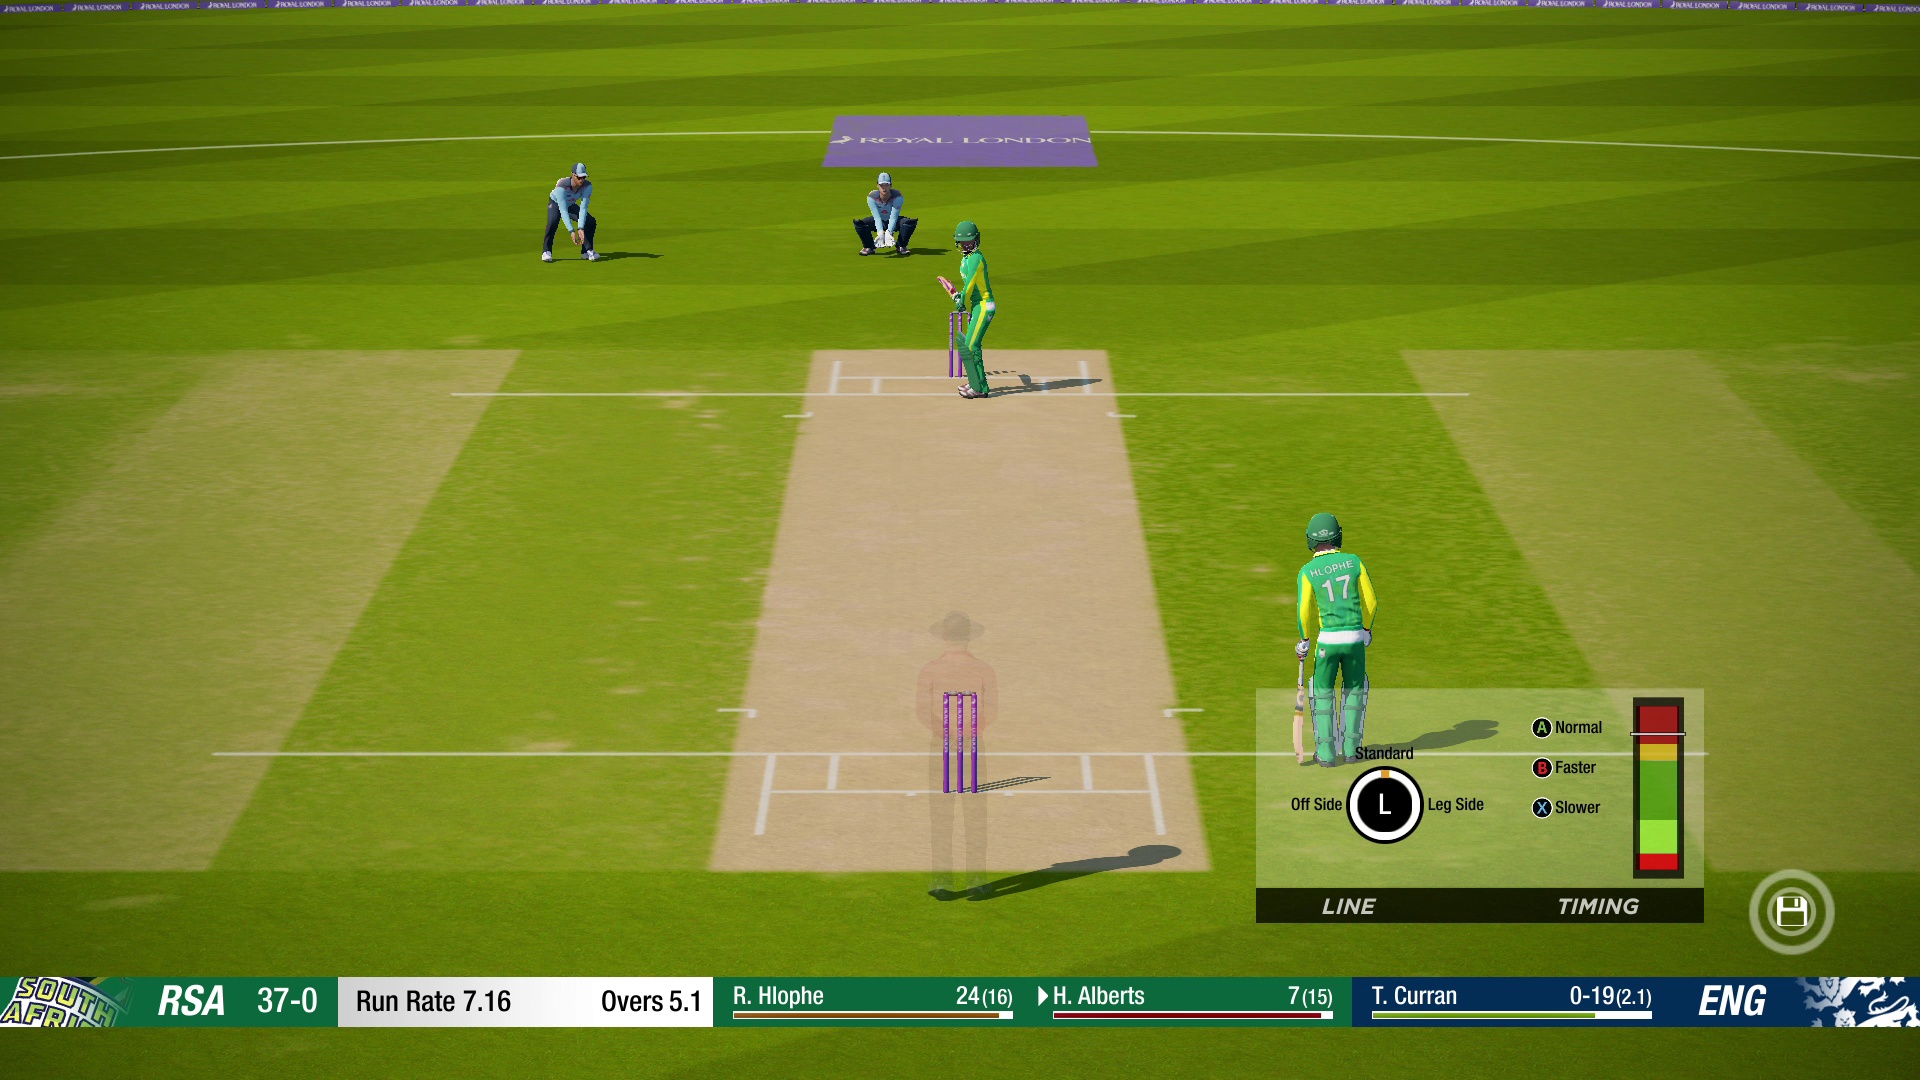 ROYAL LONDON
HLOPHE
17
Standard
Off Side
L
Leg Side
A Normal
B Faster
X Slower
LINE
TIMING
SOUTH AFRICA
RSA 37-0
Run Rate 7.16
Overs 5.1
R. Hlophe 24 (16)
H. Alberts 7 (15)
T. Curran 0-19 (2.1)
ENG